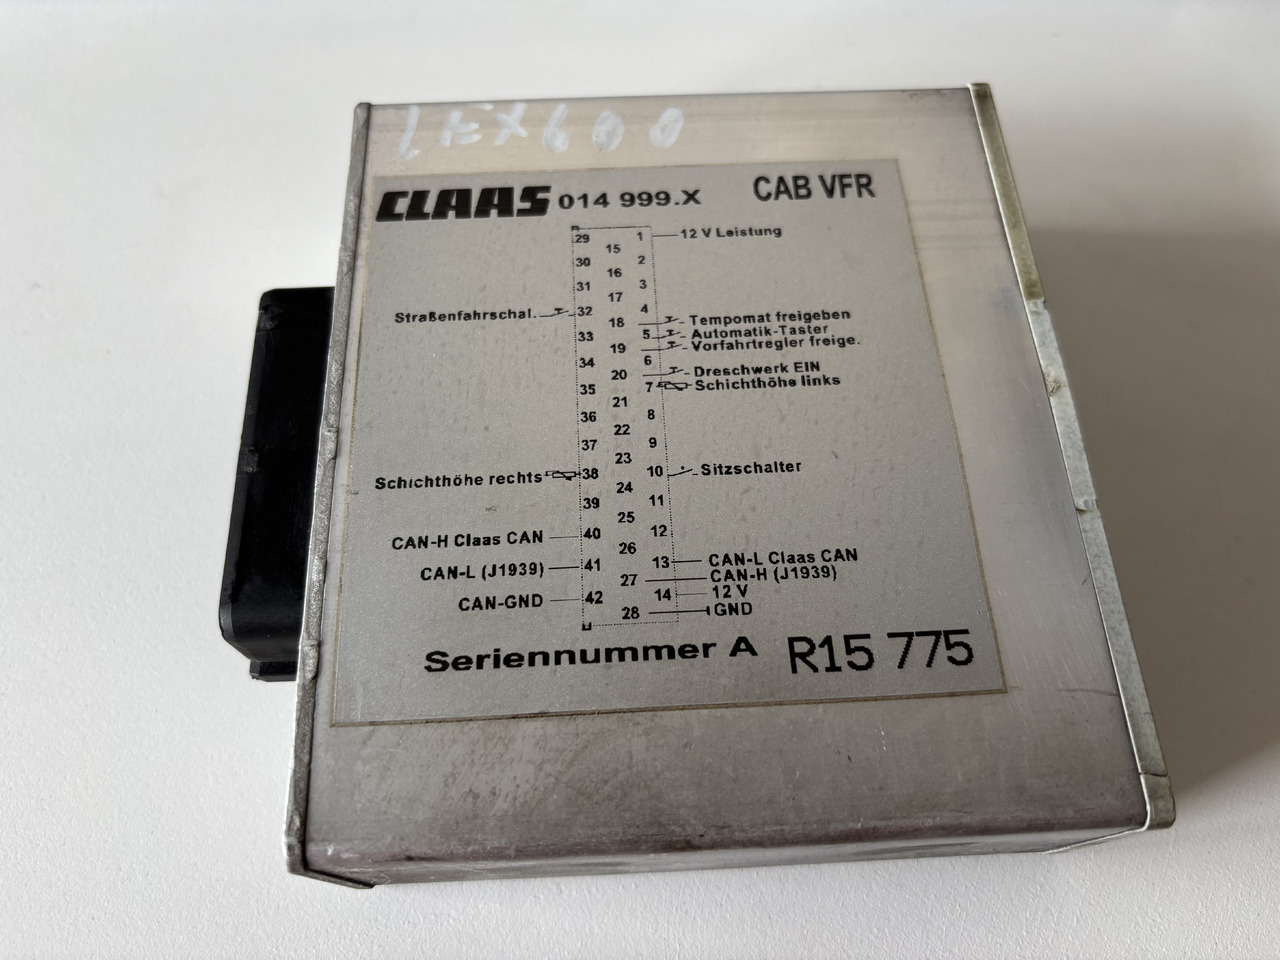 LEX600
CLAAS 014 999.X CAB VFR
29 1 12 V Leistung
15
30 2
16
31 3
17
Straßenfahrschal. 32 4
18 Tempomat freigeben
33 5 Automatik-Taster
19 Vorfahrtregler freige.
34 6
20 Dreschwerk EIN
35 7 Schichthöhe links
21
36 8
22
37 9
23
Schichthöhe rechts 38 10 Sitzschalter
24
39 11
25
CAN-H Claas CAN 40 12
26
CAN-L (J1939) 41 13 CAN-L Claas CAN
27 CAN-H (J1939)
CAN-GND 42 14 12 V
28 GND
Seriennummer A R15 775